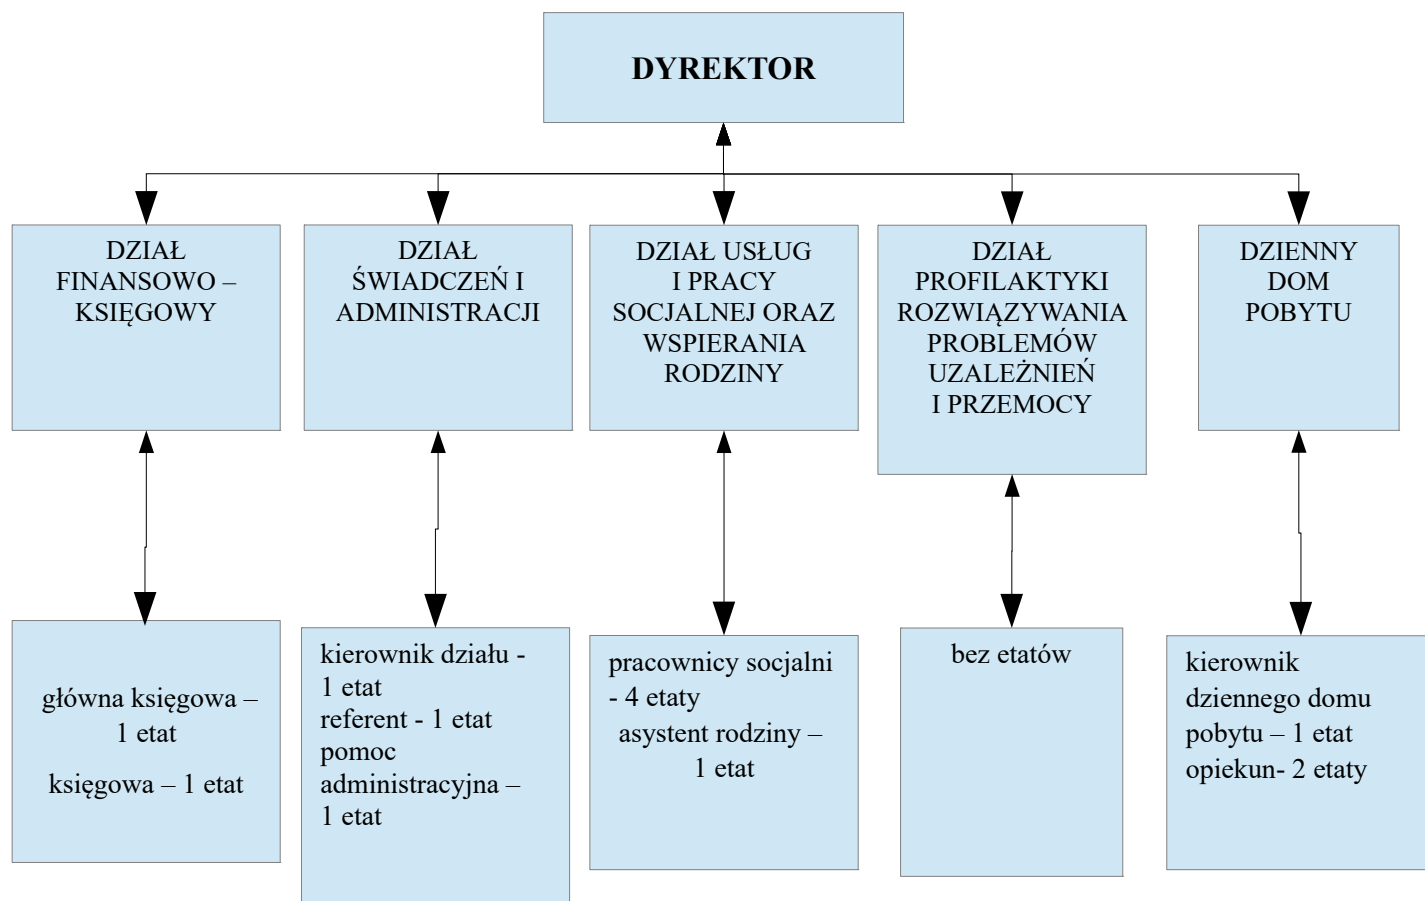 DYREKTOR
DZIAŁ
FINANSOWO –
KSIĘGOWY
DZIAŁ
ŚWIADCZEŃ I
ADMINISTRACJI
DZIAŁ USŁUG
I PRACY
SOCJALNEJ ORAZ
WSPIERANIA
RODZINY
DZIAŁ
PROFILAKTYKI
ROZWIĄZYWANIA
PROBLEMÓW
UZALEŻNIEŃ
I PRZEMOCY
DZIENNY
DOM
POBYTU
główna księgowa –
1 etat
księgowa – 1 etat
kierownik działu -
1 etat
referent - 1 etat
pomoc
administracyjna –
1 etat
pracownicy socjalni
- 4 etaty
asystent rodziny –
1 etat
bez etatów
kierownik
dziennego domu
pobytu – 1 etat
opiekun- 2 etaty